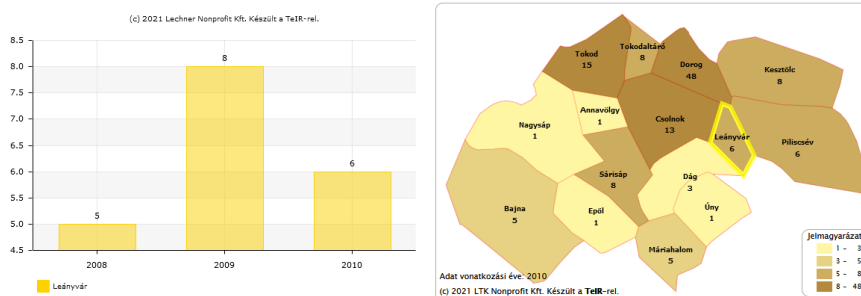 (c) 2021 Lechner Nonprofit Kft. Készült a TeIR-rel.
8.5
8.0
7.5
7.0
6.5
6.0
5.5
5.0
4.5
5
8
6
2008
2009
2010
Leányvár
Tokod
15
Tokodaltáró
8
Dorog
48
Kesztölc
8
Annavölgy
1
Csolnok
13
Nagysáp
1
Leányvár
6
Piliscsév
6
Sárisáp
8
Dág
3
Bajna
5
Epöl
1
Úny
1
Máriahalom
5
Jelmagyarázat
1 - 3
3 - 5
5 - 8
8 - 48
Adat vonatkozási éve: 2010
(c) 2021 LTK Nonprofit Kft. Készült a TeIR-rel.